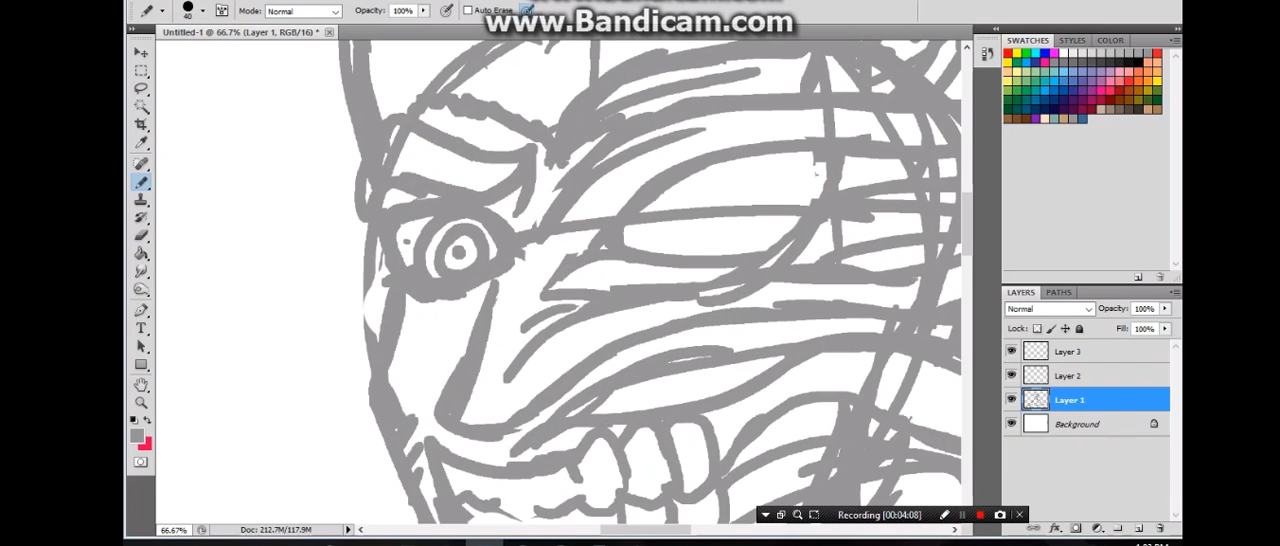 www.Bandicam.com
40
Mode: Normal
Opacity: 100%
Auto Erase
Untitled-1 @ 66.7% (Layer 1, RGB/16) *
SWATCHES STYLES COLOR
LAYERS PATHS
Normal
Opacity: 100%
Lock:
Fill: 100%
Layer 3
Layer 2
Layer 1
Background
66.67%
Doc: 212.7M/117.9M
Recording [00:04:08]